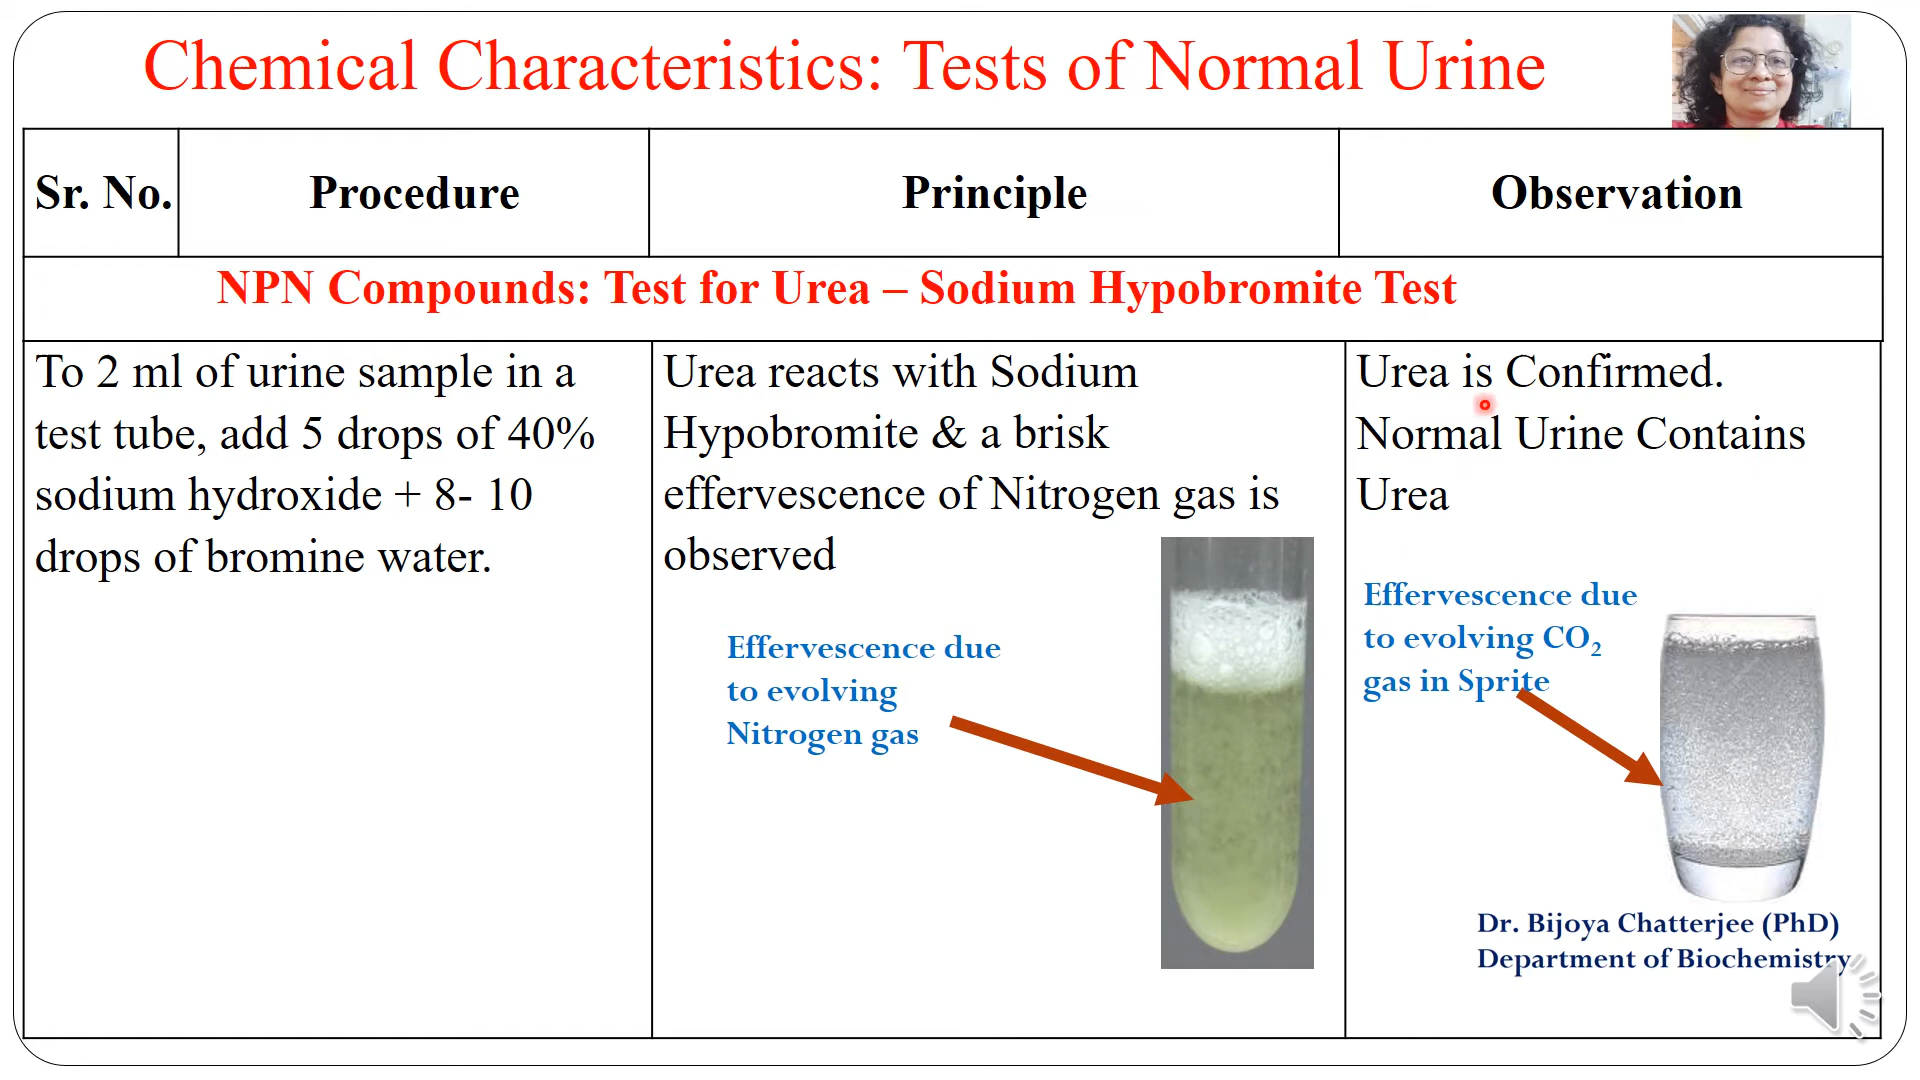 Chemical Characteristics: Tests of Normal Urine
Sr. No.
Procedure
Principle
Observation
NPN Compounds: Test for Urea – Sodium Hypobromite Test
To 2 ml of urine sample in a
test tube, add 5 drops of 40%
sodium hydroxide + 8- 10
drops of bromine water.
Urea reacts with Sodium
Hypobromite & a brisk
effervescence of Nitrogen gas is
observed
Effervescence due
to evolving
Nitrogen gas
Urea is Confirmed.
Normal Urine Contains
Urea
Effervescence due
to evolving CO₂
gas in Sprite
Dr. Bijoya Chatterjee (PhD)
Department of Biochemistry